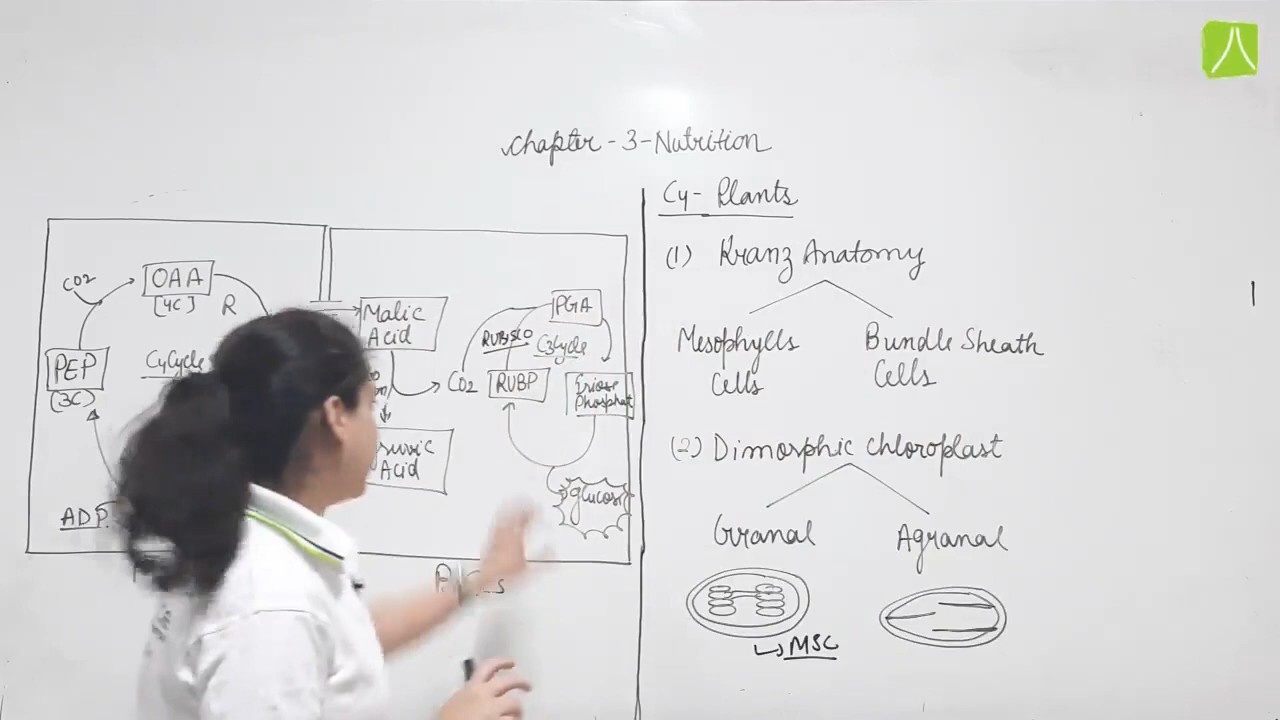 Chapter - 3 - Nutrition
CO2
OAA
[4C]
R
PEP
(3C)
C4 Cycle
ADP
Malic
Acid
CO2
Acid
RUBISCO
RUBP
PGA
C3 Cycle
Phosphat
glucose
C4 - Plants
(1) Kranz Anatomy
Mesophylls
Cells
Bundle Sheath
Cells
(2) Dimorphic Chloroplast
Granal
Agranal
MSC